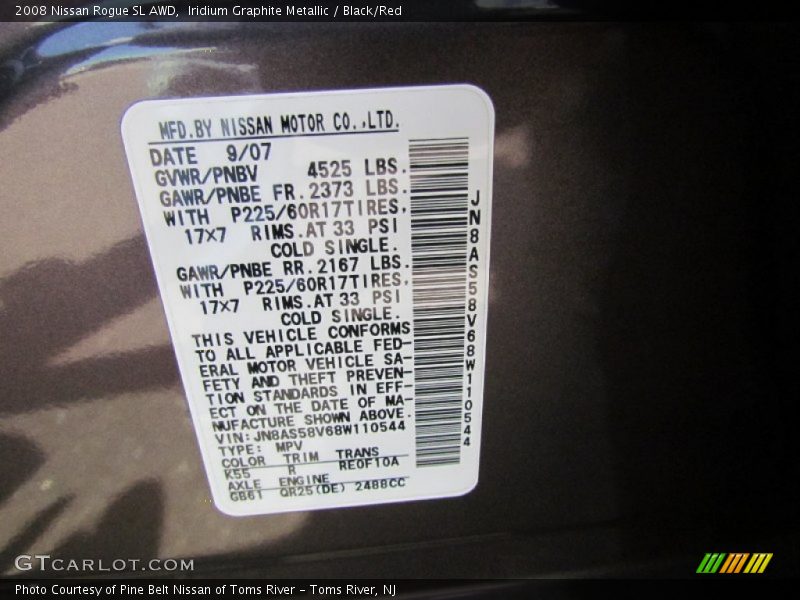 2008 Nissan Rogue SL AWD, Iridium Graphite Metallic / Black/Red
MFD.BY NISSAN MOTOR CO.,LTD.
DATE 9/07
GVWR/PNBV 4525 LBS.
GAWR/PNBE FR. 2373 LBS.
WITH P225/60R17TIRES,
17x7 RIMS.AT 33 PSI
COLD SINGLE.
GAWR/PNBE RR. 2167 LBS.
WITH P225/60R17TIRES,
17x7 RIMS.AT 33 PSI
COLD SINGLE.
THIS VEHICLE CONFORMS
TO ALL APPLICABLE FED-
ERAL MOTOR VEHICLE SA-
FETY AND THEFT PREVEN-
TION STANDARDS IN EFF-
ECT ON THE DATE OF MA-
NUFACTURE SHOWN ABOVE.
VIN:JN8AS58V68W110544
TYPE: MPV
COLOR TRIM TRANS
K55 R RE0F10A
AXLE ENGINE
GB61 QR25(DE) 2488CC
JN8AS58V68W110544
GTCARLOT.COM
Photo Courtesy of Pine Belt Nissan of Toms River – Toms River, NJ